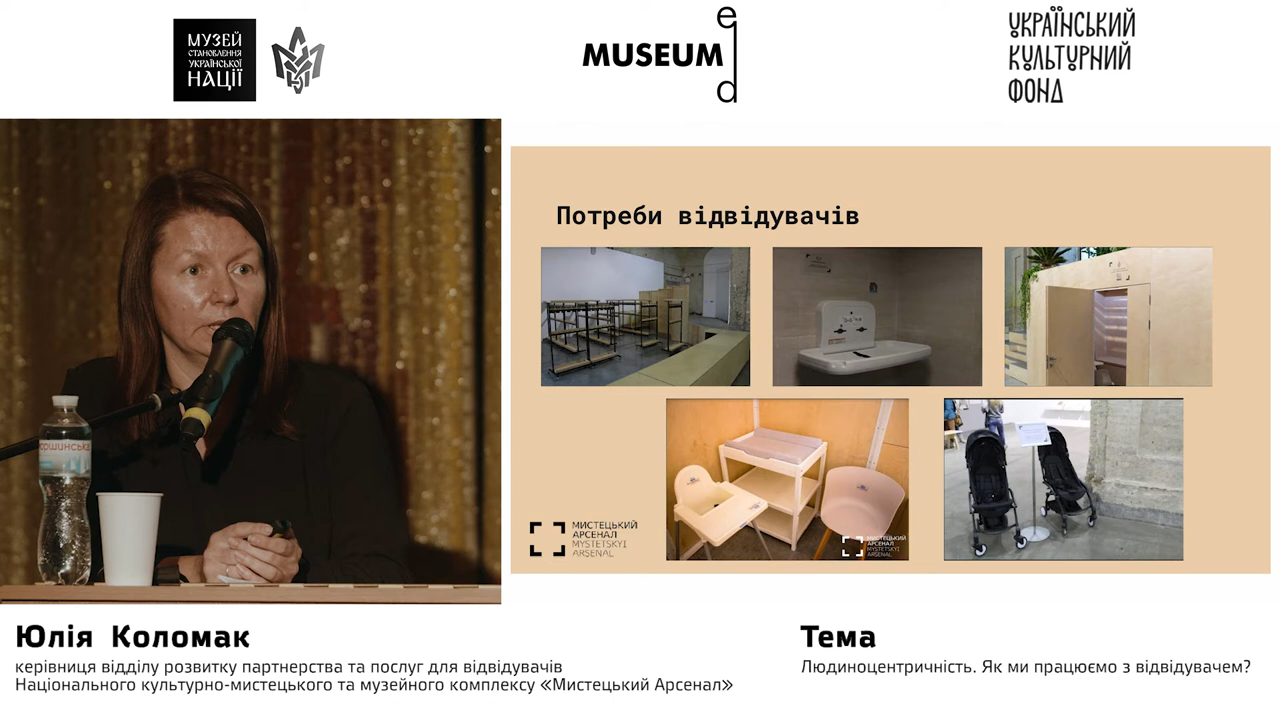 МУЗЕЙ
СТАНОВЛЕННЯ
УКРАЇНСЬКОЇ
НАЦІЇ
MUSEUM
ed
УКРАЇНСЬКИЙ
КУЛЬТУРНИЙ
ФОНД
Потреби відвідувачів
МИСТЕЦЬКИЙ
АРСЕНАЛ
MYSTETSKYI
ARSENAL
МИСТЕЦЬКИЙ
АРСЕНАЛ
MYSTETSKYI
ARSENAL
Юлія Коломак
керівниця відділу розвитку партнерства та послуг для відвідувачів
Національного культурно-мистецького та музейного комплексу «Мистецький Арсенал»
Тема
Людиноцентричність. Як ми працюємо з відвідувачем?